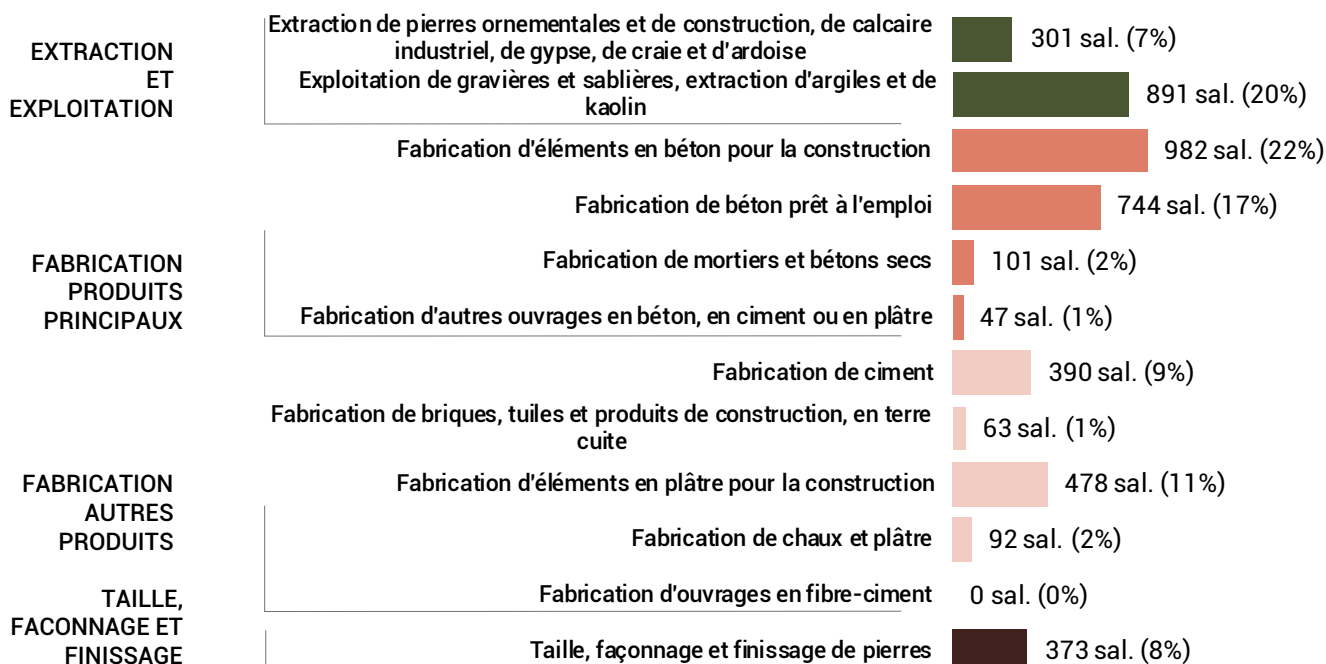 EXTRACTION
ET
EXPLOITATION
Extraction de pierres ornementales et de construction, de calcaire
industriel, de gypse, de craie et d'ardoise
301 sal. (7%)
Exploitation de gravières et sablières, extraction d'argiles et de
kaolin
891 sal. (20%)
Fabrication d'éléments en béton pour la construction
982 sal. (22%)
Fabrication de béton prêt à l'emploi
744 sal. (17%)
FABRICATION
PRODUITS
PRINCIPAUX
Fabrication de mortiers et bétons secs
101 sal. (2%)
Fabrication d'autres ouvrages en béton, en ciment ou en plâtre
47 sal. (1%)
Fabrication de ciment
390 sal. (9%)
Fabrication de briques, tuiles et produits de construction, en terre
cuite
63 sal. (1%)
FABRICATION
AUTRES
PRODUITS
Fabrication d'éléments en plâtre pour la construction
478 sal. (11%)
Fabrication de chaux et plâtre
92 sal. (2%)
Fabrication d'ouvrages en fibre-ciment
0 sal. (0%)
TAILLE,
FACONNAGE ET
FINISSAGE
Taille, façonnage et finissage de pierres
373 sal. (8%)